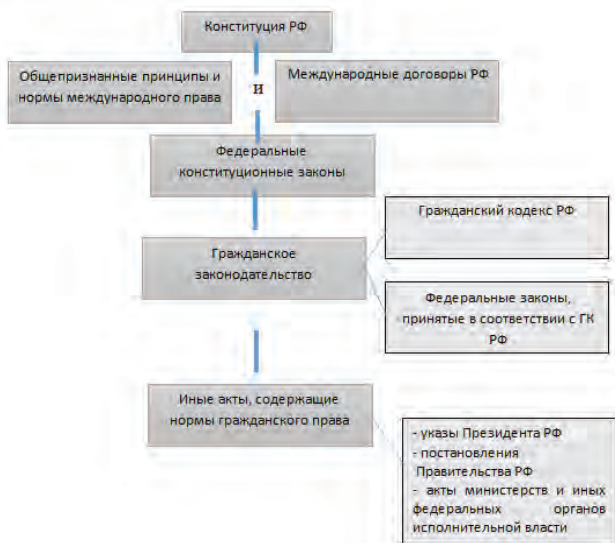 Конституция РФ
Общепризнанные принципы и
нормы международного права
и
Международные договоры РФ
Федеральные
конституционные законы
Гражданское
законодательство
Гражданский кодекс РФ
Федеральные законы,
принятые в соответствии с ГК
РФ
Иные акты, содержащие
нормы гражданского права
- указы Президента РФ
- постановления
Правительства РФ
- акты министерств и иных
федеральных органов
исполнительной власти